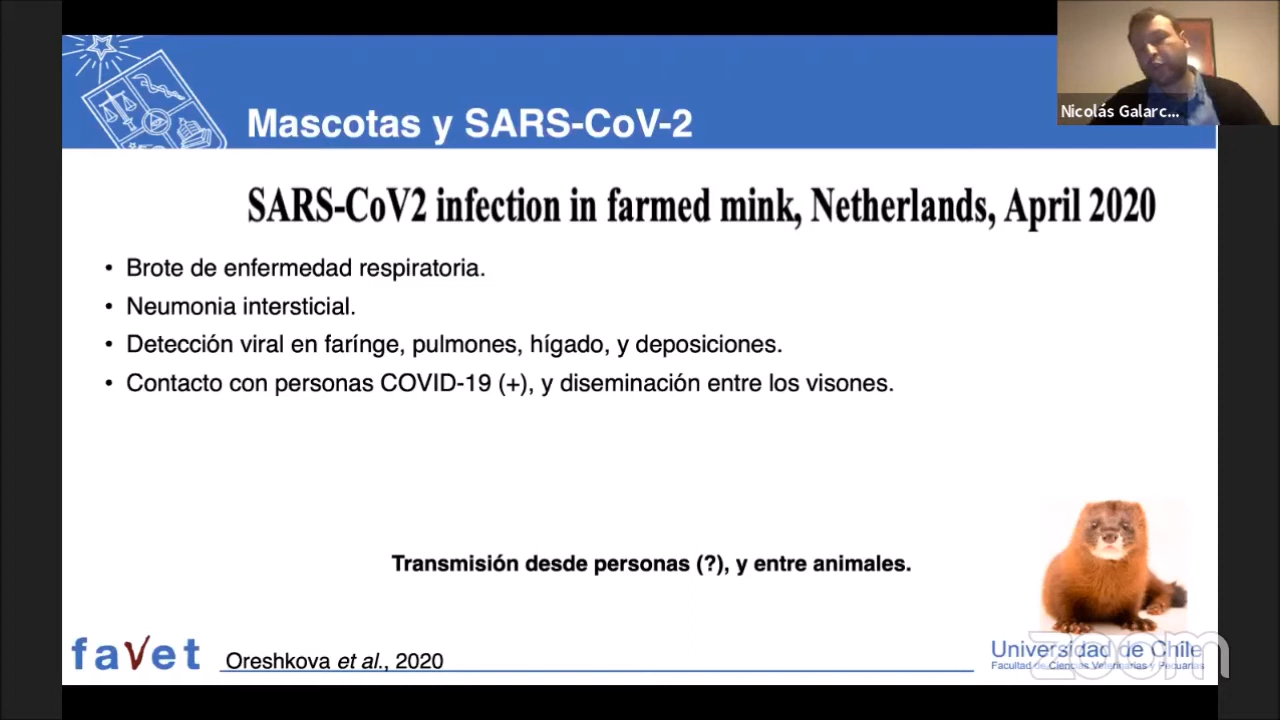 Nicolás Galarc...
Mascotas y SARS-CoV-2
SARS-CoV2 infection in farmed mink, Netherlands, April 2020
• Brote de enfermedad respiratoria.
• Neumonia intersticial.
• Detección viral en farínge, pulmones, hígado, y deposiciones.
• Contacto con personas COVID-19 (+), y diseminación entre los visones.
Transmisión desde personas (?), y entre animales.
favet
Oreshkova et al., 2020
Universidad de Chile
Facultad de Ciencias Veterinarias y Pecuarias
zoom